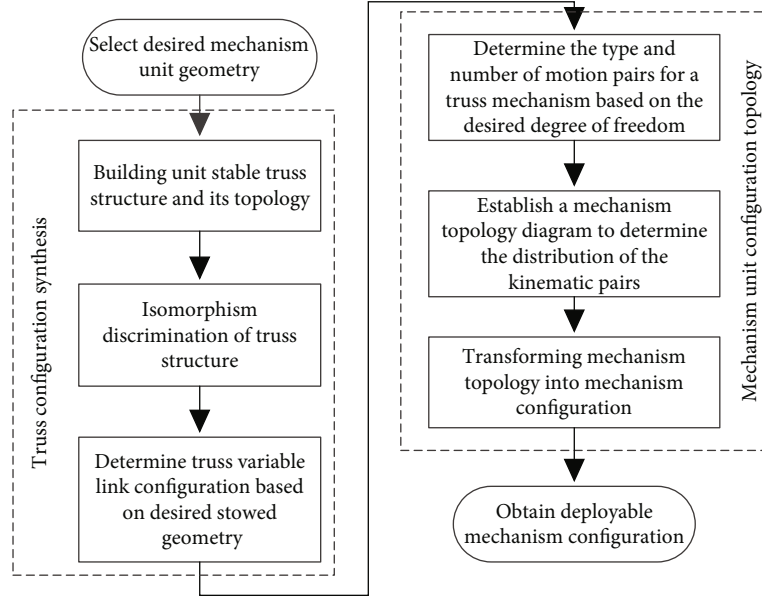 Select desired mechanism
unit geometry
Truss configuration synthesis
Building unit stable truss
structure and its topology
Isomorphism
discrimination of truss
structure
Determine truss variable
link configuration based
on desired stowed
geometry
Mechanism unit configuration topology
Determine the type and
number of motion pairs for a
truss mechanism based on the
desired degree of freedom
Establish a mechanism
topology diagram to determine
the distribution of the
kinematic pairs
Transforming mechanism
topology into mechanism
configuration
Obtain deployable
mechanism configuration